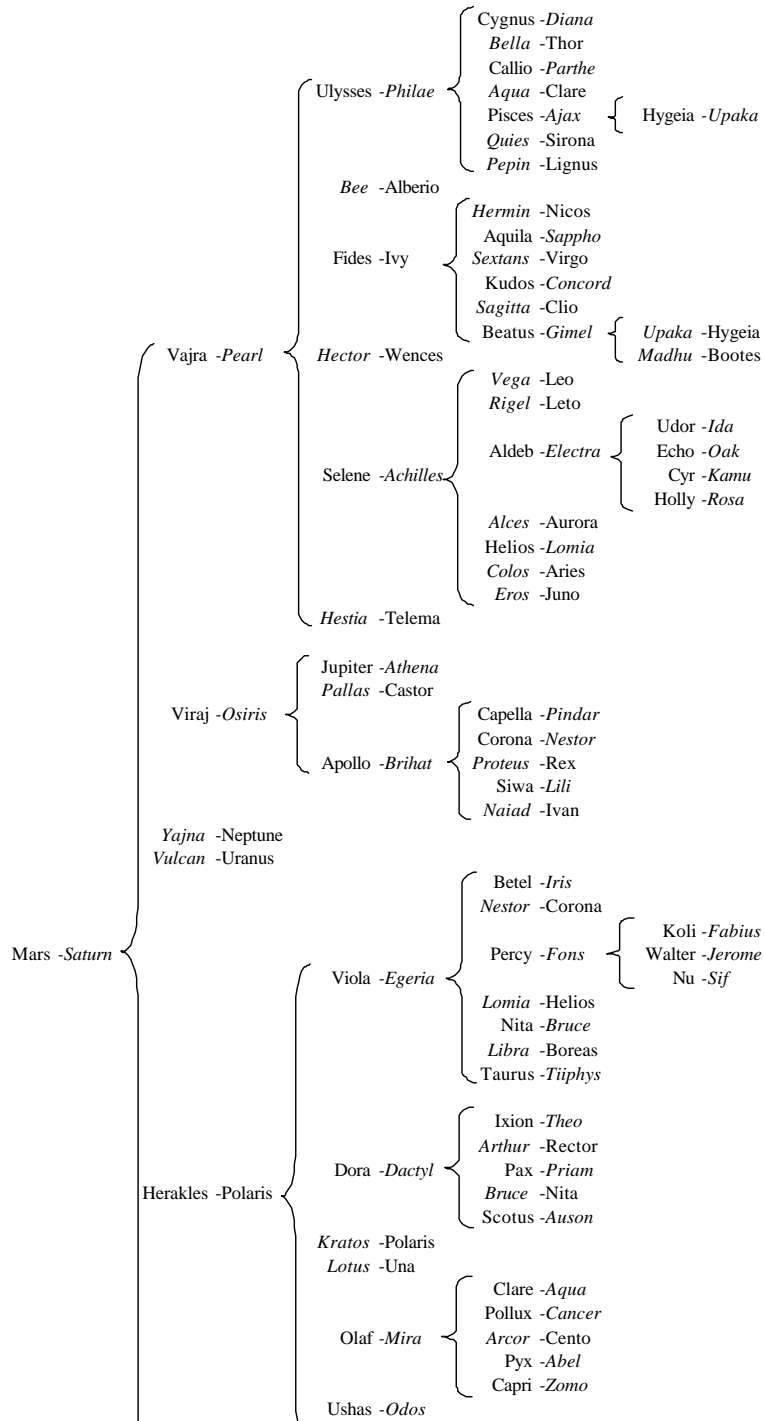 Cygnus -Diana
Bella -Thor
Callio -Parthe
Ulysses -Philae
Aqua -Clare
Pisces -Ajax
Hygeia -Upaka
Quies -Sirona
Pepin -Lignus
Bee -Alberio
Hermin -Nicos
Aquila -Sappho
Fides -Ivy
Sextans -Virgo
Kudos -Concord
Sagitta -Clio
Beatus -Gimel
Upaka -Hygeia
Madhu -Bootes
Vajra -Pearl
Hector -Wences
Vega -Leo
Rigel -Leto
Udor -Ida
Aldeb -Electra
Echo -Oak
Selene -Achilles
Cyr -Kamu
Holly -Rosa
Alces -Aurora
Helios -Lomia
Colos -Aries
Eros -Juno
Hestia -Telema
Jupiter -Athena
Pallas -Castor
Viraj -Osiris
Capella -Pindar
Corona -Nestor
Apollo -Brihat
Proteus -Rex
Siwa -Lili
Naiad -Ivan
Yajna -Neptune
Vulcan -Uranus
Betel -Iris
Nestor -Corona
Koli -Fabius
Mars -Saturn
Percy -Fons
Walter -Jerome
Viola -Egeria
Nu -Sif
Lomia -Helios
Nita -Bruce
Libra -Boreas
Taurus -Tiiphys
Ixion -Theo
Arthur -Rector
Dora -Dactyl
Pax -Priam
Herakles -Polaris
Bruce -Nita
Scotus -Auson
Kratos -Polaris
Lotus -Una
Clare -Aqua
Pollux -Cancer
Olaf -Mira
Arcor -Cento
Pyx -Abel
Capri -Zomo
Ushas -Odos